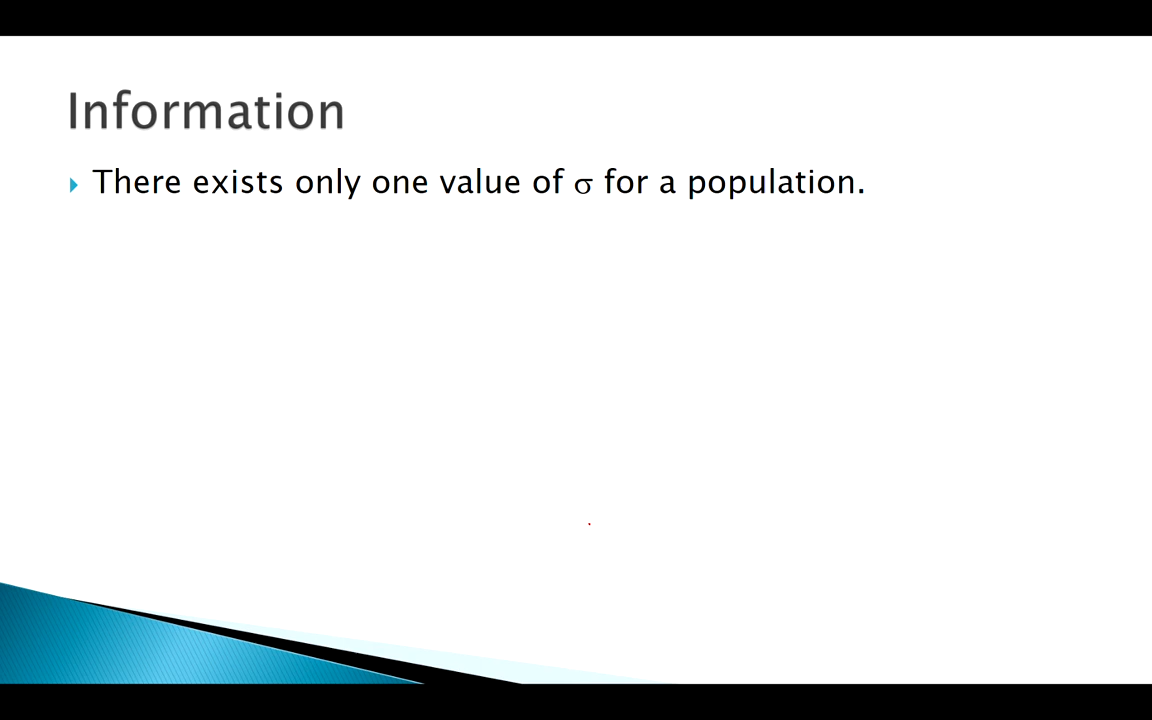 Information
There exists only one value of σ for a population.